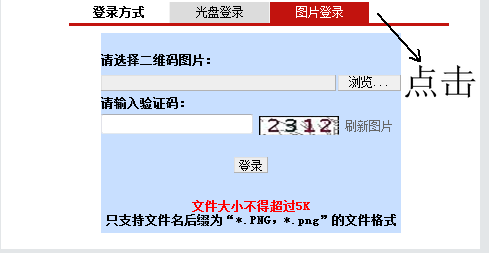 登录方式 光盘登录 图片登录
点击
请选择二维码图片：
浏览...
请输入验证码：
2312 刷新图片
登录
文件大小不得超过5K
只支持文件名后缀为“*.PNG，*.png”的文件格式